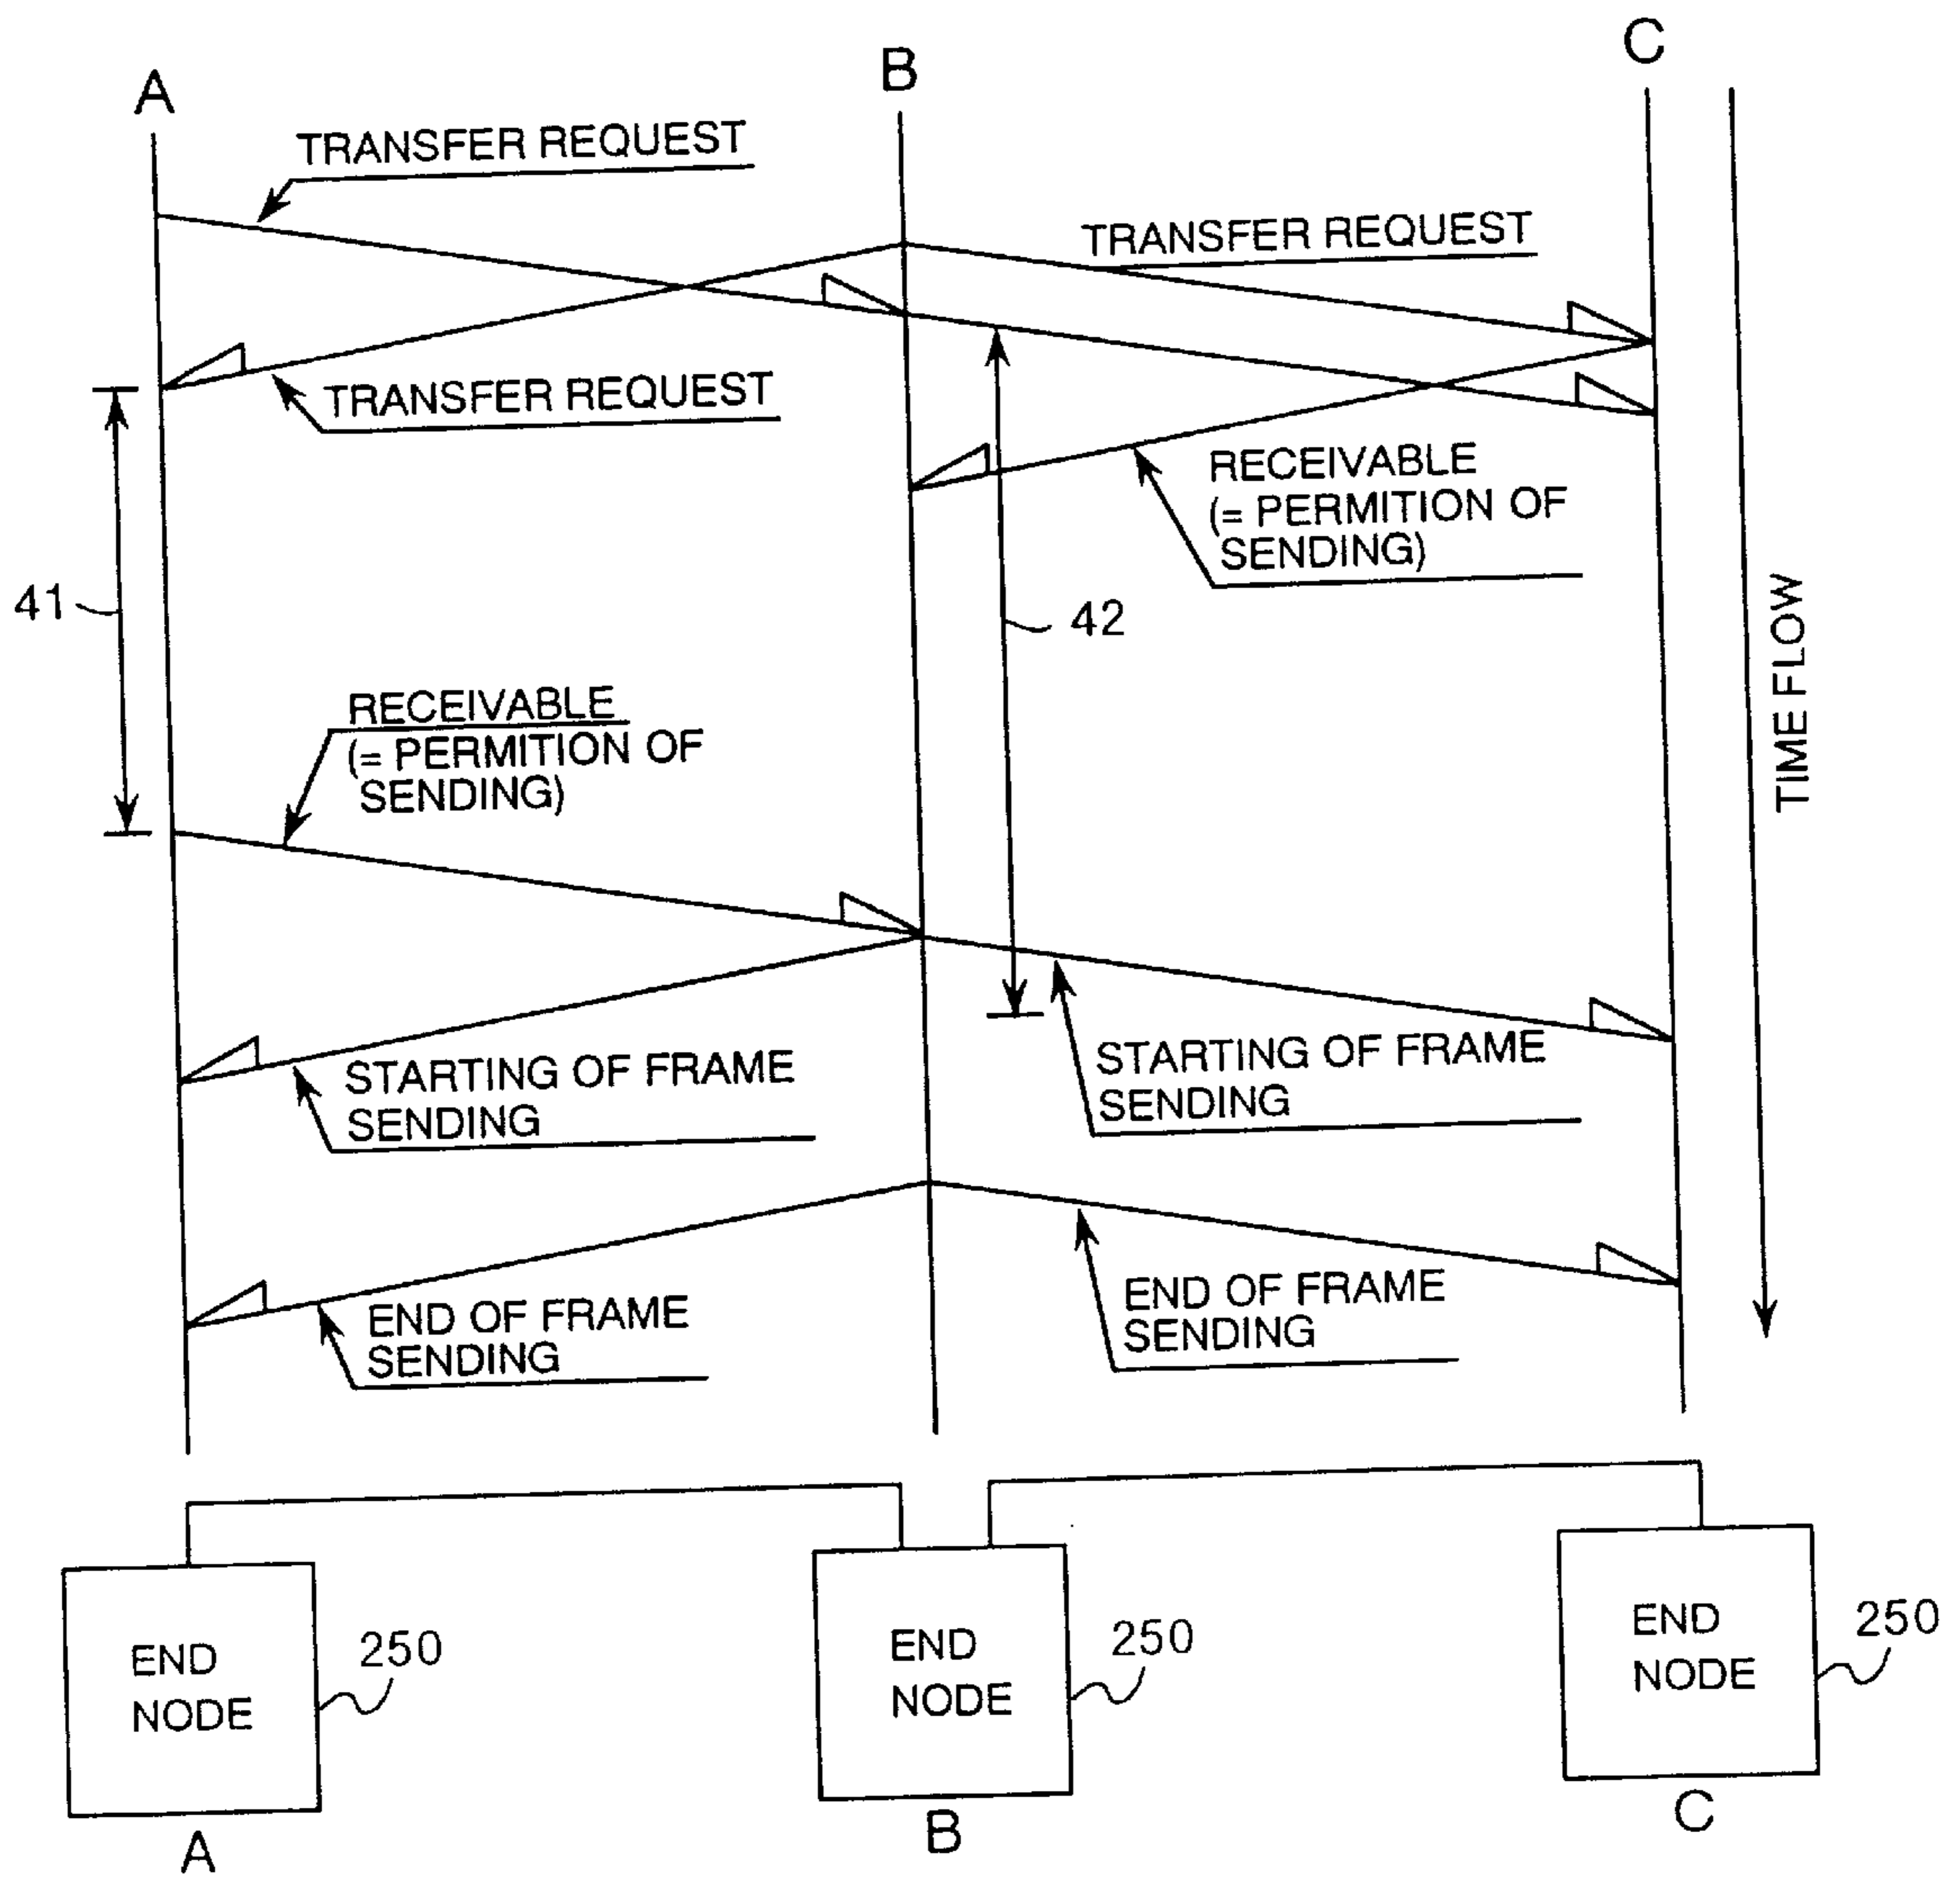 A
B
C
TRANSFER REQUEST
TRANSFER REQUEST
TRANSFER REQUEST
RECEIVABLE
(= PERMITION OF
SENDING)
41
42
TIME FLOW
RECEIVABLE
(= PERMITION OF
SENDING)
STARTING OF FRAME
SENDING
STARTING OF FRAME
SENDING
END OF FRAME
SENDING
END OF FRAME
SENDING
END
NODE
250
A
END
NODE
250
B
END
NODE
250
C